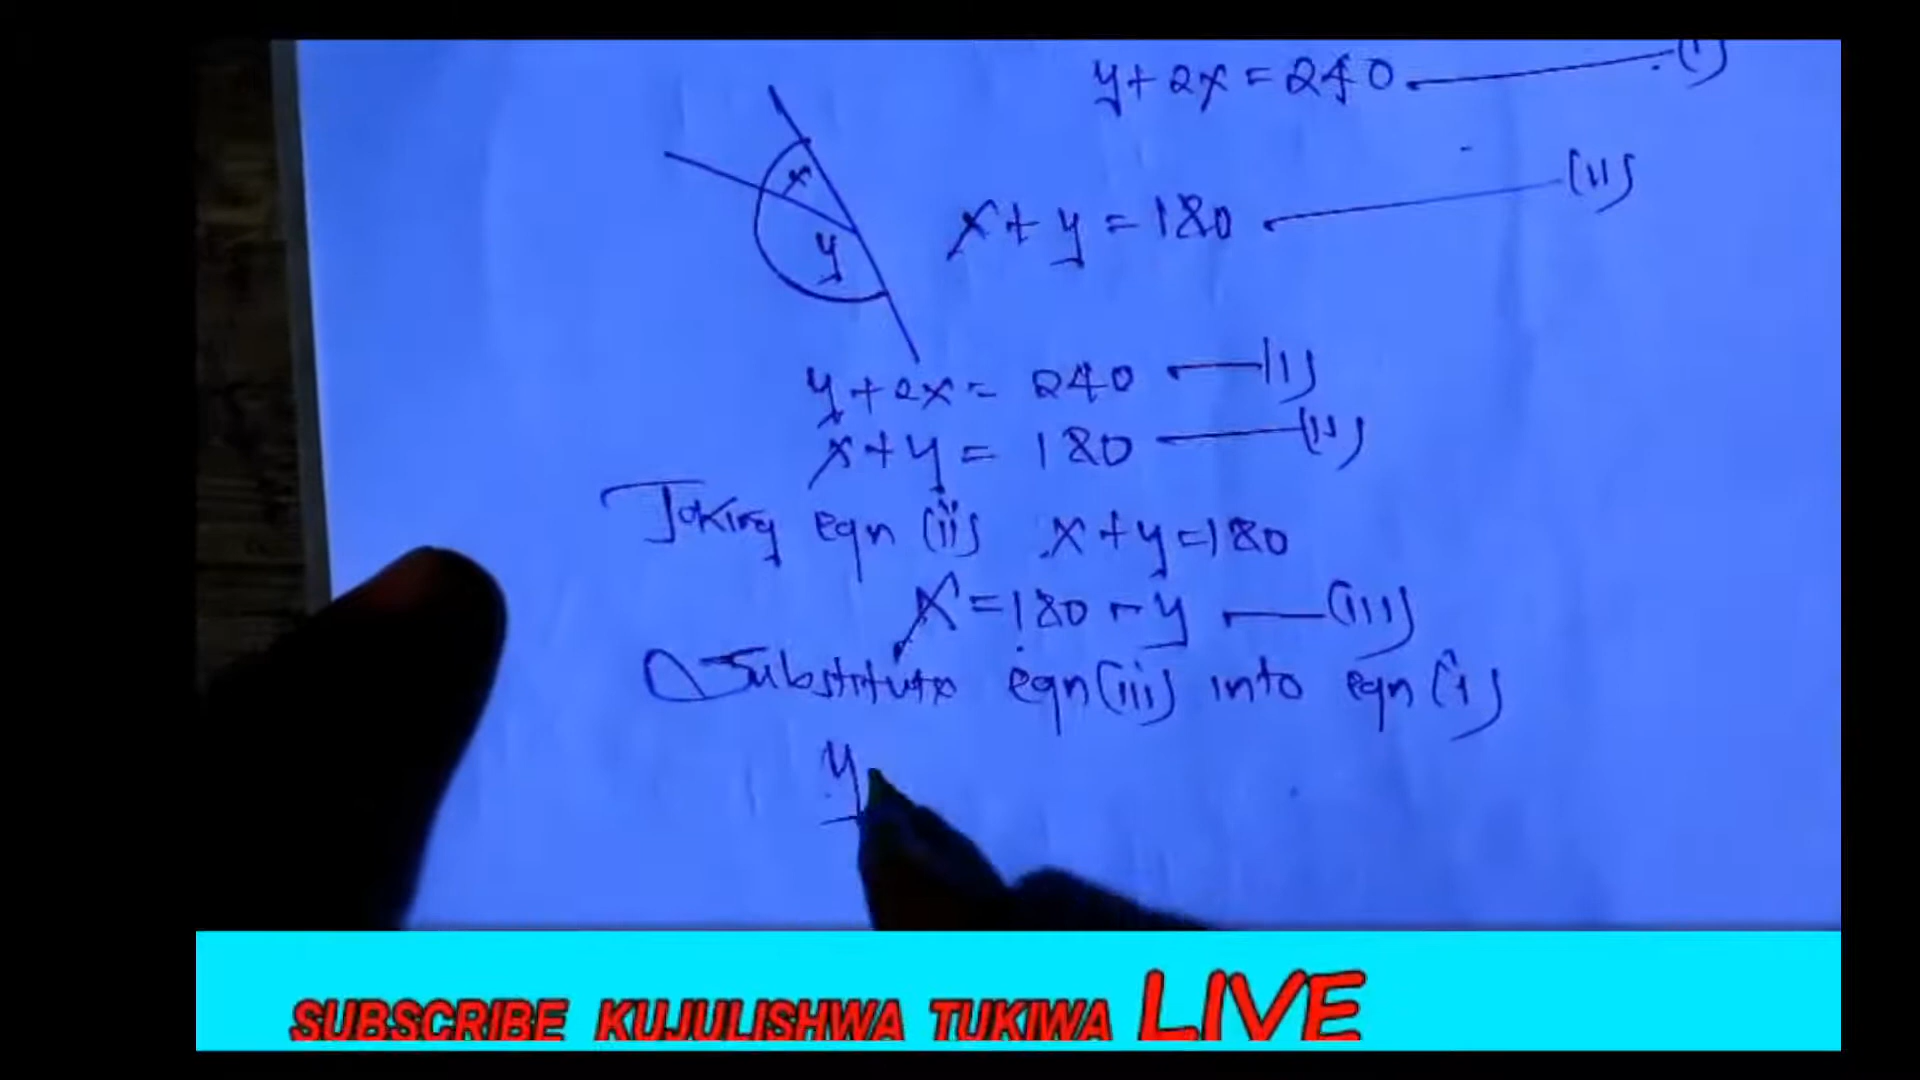 y + 2x = 240 — (i)
x
y
x + y = 180 — (ii)
y + 2x = 240 — (i)
x + y = 180 — (ii)
Taking eqn (ii) x + y = 180
x = 180 - y — (iii)
Substitute eqn (iii) into eqn (i)
y
SUBSCRIBE KUJULISHWA TUKIWA LIVE